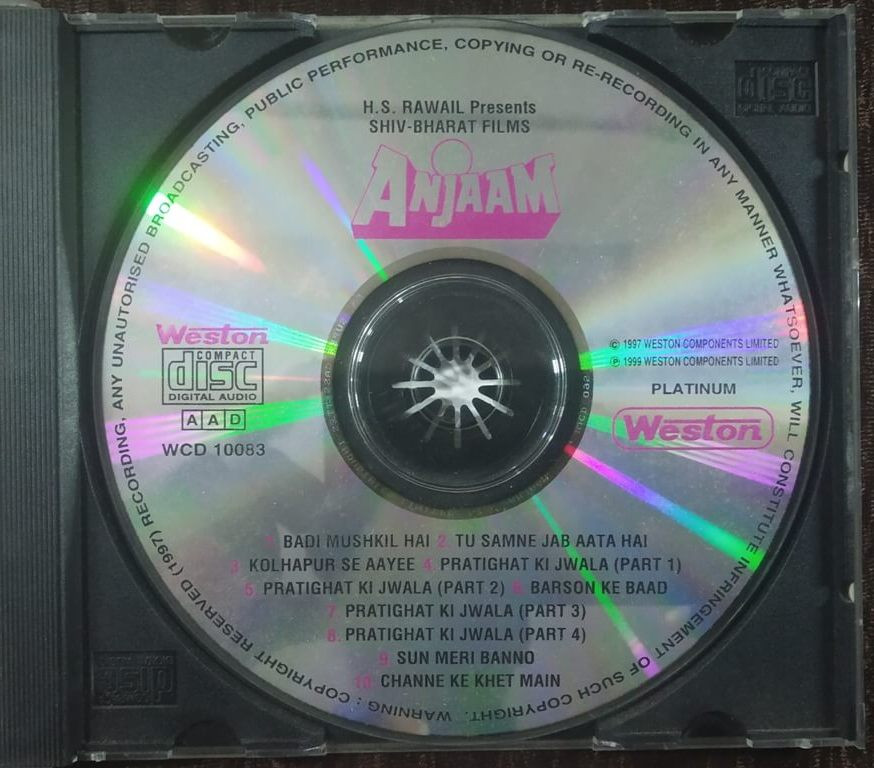 RECORDING, ANY UNAUTORISED BROADCASTING, PUBLIC PERFORMANCE, COPYING OR RE-RECORDING IN ANY MANNER WHATSOEVER, WILL CONSTITUTE INFRINGEMENT OF SUCH COPYRIGHT. WARNING : COPYRIGHT RESERVED (1997)
H.S. RAWAIL Presents
SHIV-BHARAT FILMS
ANJAAM
COMPACT
disc
DIGITAL AUDIO
Weston
COMPACT
disc
DIGITAL AUDIO
A A D
WCD 10083
© 1997 WESTON COMPONENTS LIMITED
℗ 1999 WESTON COMPONENTS LIMITED
PLATINUM
Weston
1. BADI MUSHKIL HAI 2. TU SAMNE JAB AATA HAI
3. KOLHAPUR SE AAYEE 4. PRATIGHAT KI JWALA (PART 1)
5. PRATIGHAT KI JWALA (PART 2) 6. BARSON KE BAAD
7. PRATIGHAT KI JWALA (PART 3)
8. PRATIGHAT KI JWALA (PART 4)
9. SUN MERI BANNO
10. CHANNE KE KHET MAIN
disc